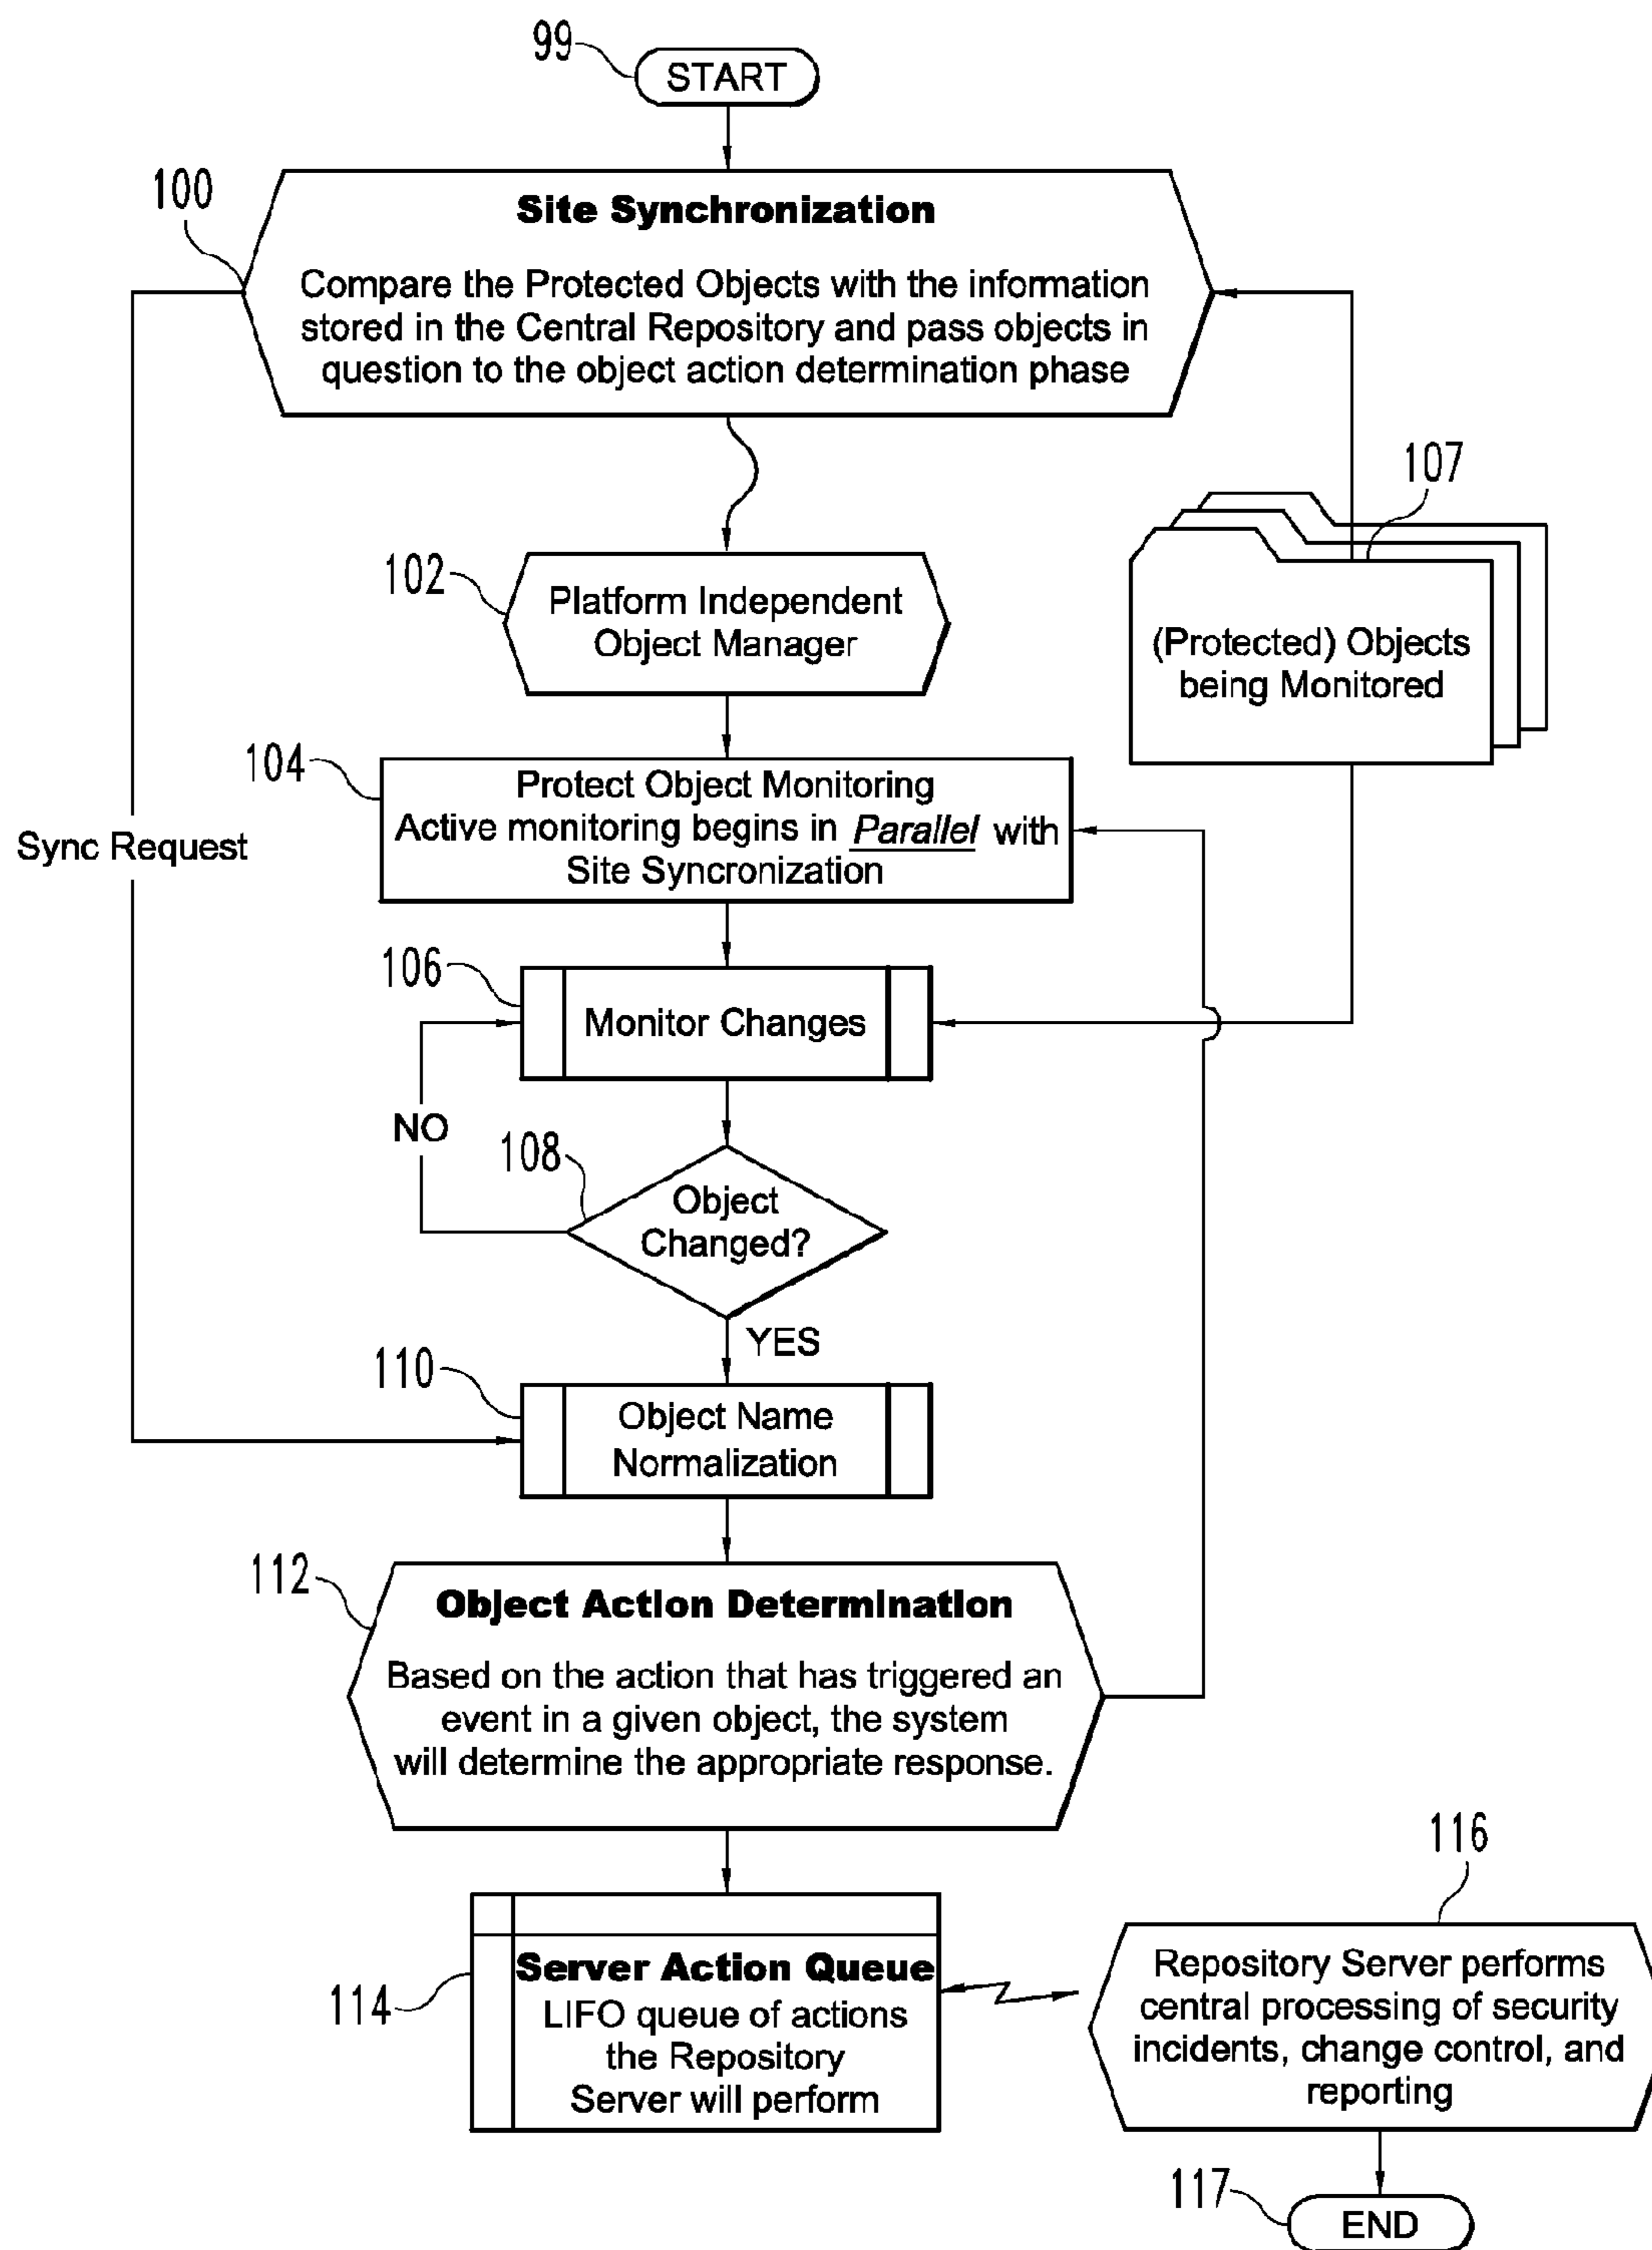 99
START
100
Site Synchronization
Compare the Protected Objects with the information
stored in the Central Repository and pass objects in
question to the object action determination phase
107
102
Platform Independent
Object Manager
(Protected) Objects
being Monitored
104
Protect Object Monitoring
Active monitoring begins in Parallel with
Site Syncronization
Sync Request
106
Monitor Changes
NO
108
Object
Changed?
YES
110
Object Name
Normalization
112
Object Action Determination
Based on the action that has triggered an
event in a given object, the system
will determine the appropriate response.
114
Server Action Queue
LIFO queue of actions
the Repository
Server will perform
116
Repository Server performs
central processing of security
incidents, change control, and
reporting
117
END